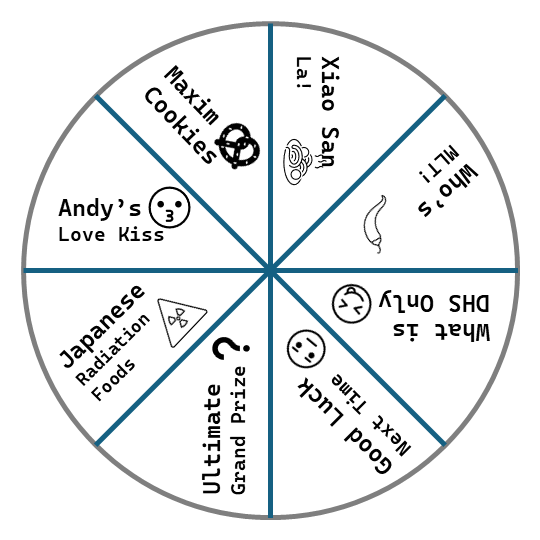 Xiao San
La!
Who's
MLT!
What is
DHS Only
Good Luck
Next Time
Ultimate
Grand Prize
?
Japanese
Radiation
Foods
Andy's
Love Kiss
Maxim
Cookies